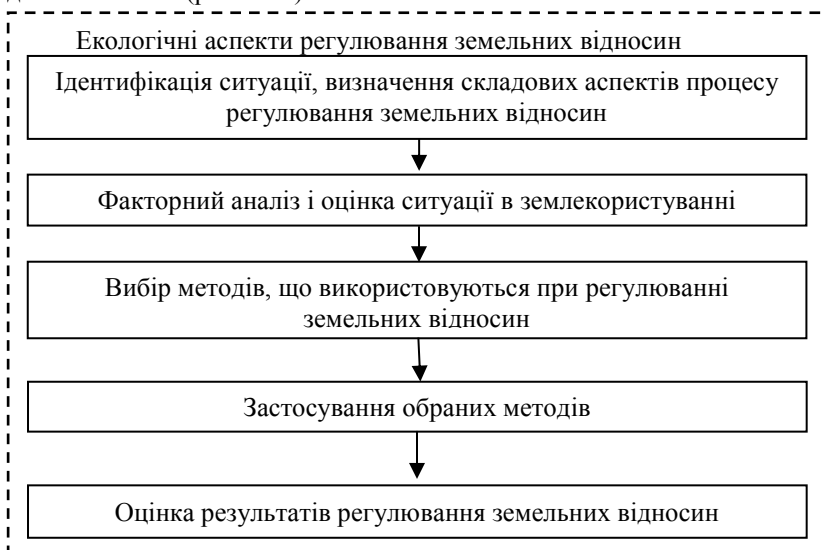 Екологічні аспекти регулювання земельних відносин
Ідентифікація ситуації, визначення складових аспектів процесу
регулювання земельних відносин
Факторний аналіз і оцінка ситуації в землекористуванні
Вибір методів, що використовуються при регулюванні
земельних відносин
Застосування обраних методів
Оцінка результатів регулювання земельних відносин